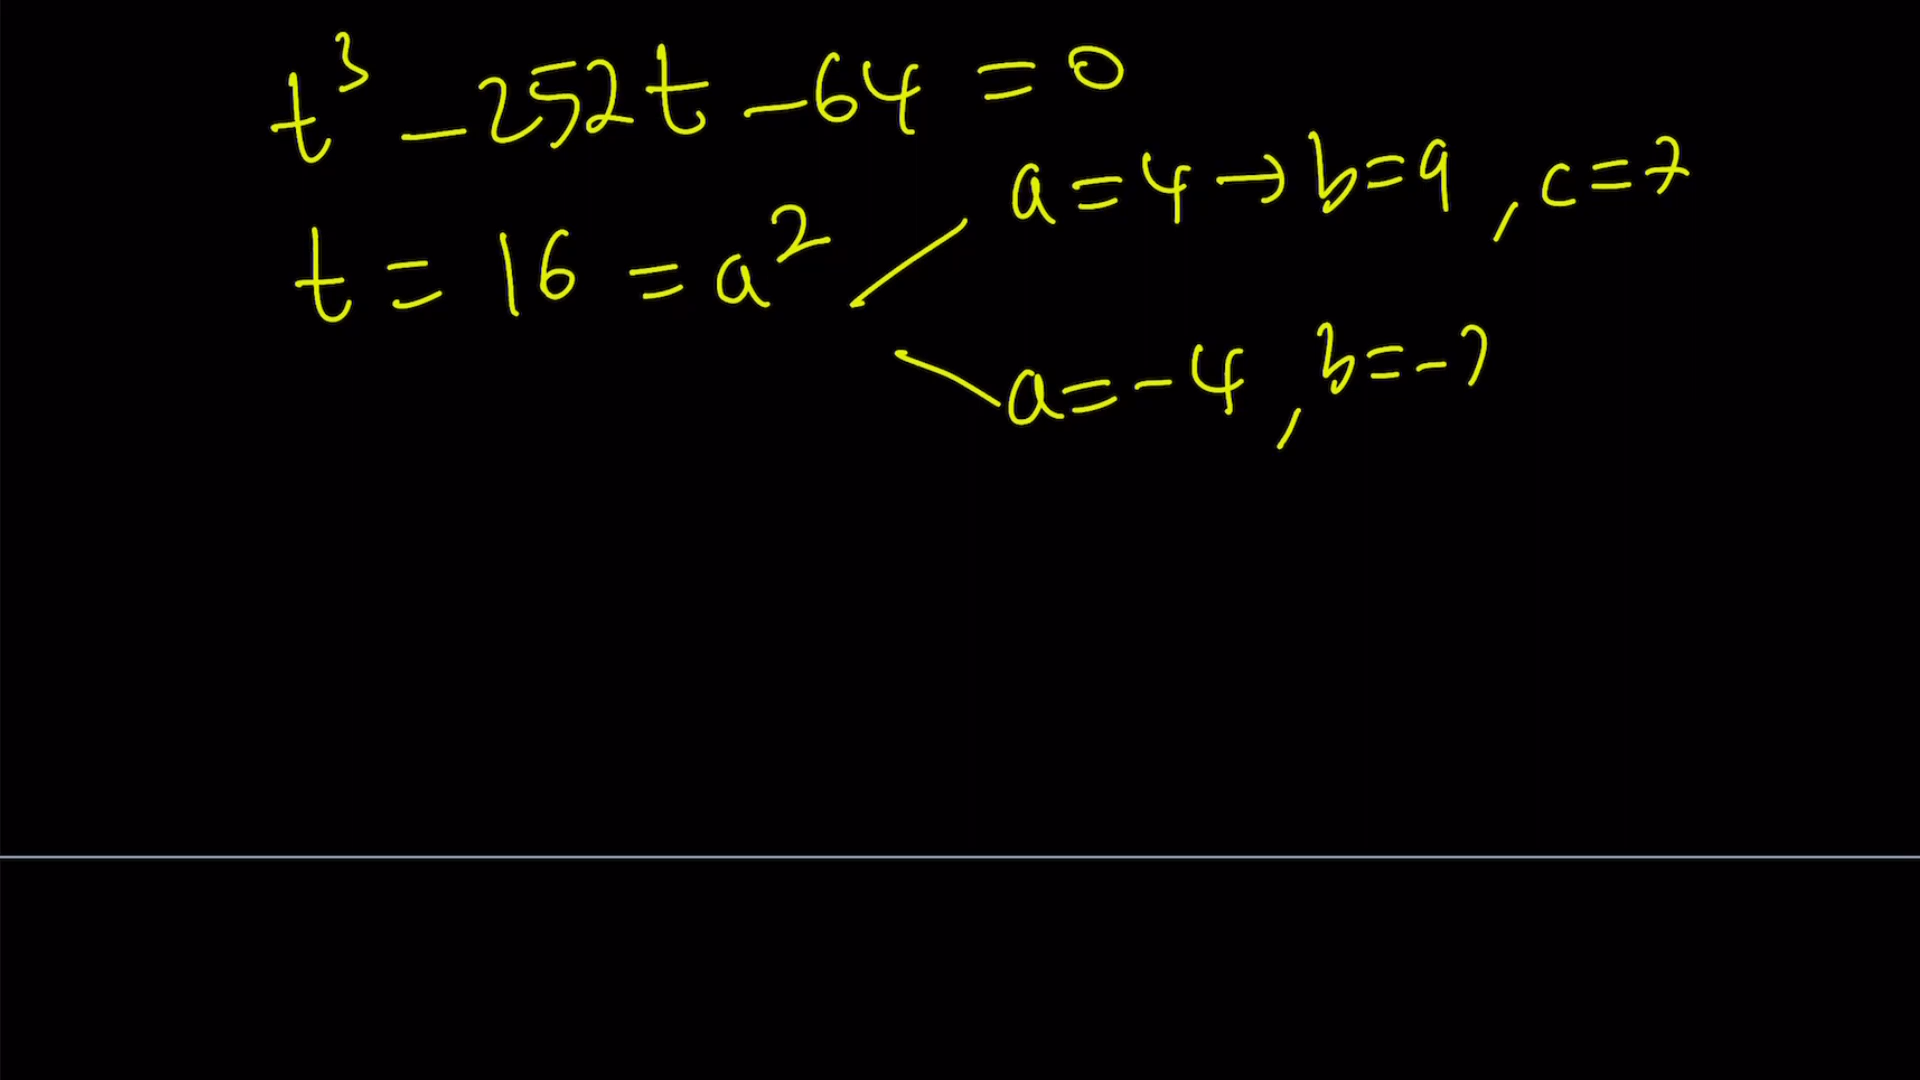 t³ - 252t - 64 = 0
t = 16 = a²
a = 4 → b = 9, c = 7
a = -4, b = -7